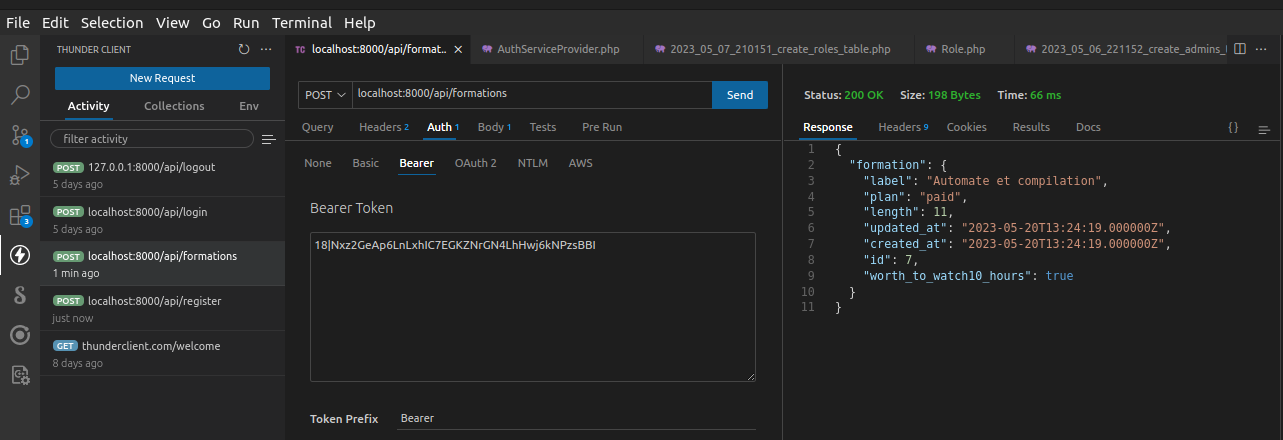 File Edit Selection View Go Run Terminal Help
THUNDER CLIENT
New Request
Activity Collections Env
filter activity
POST 127.0.0.1:8000/api/logout
5 days ago
POST localhost:8000/api/login
5 days ago
POST localhost:8000/api/formations
1 min ago
POST localhost:8000/api/register
just now
GET thunderclient.com/welcome
8 days ago
1
3
TC localhost:8000/api/format..
AuthServiceProvider.php
2023_05_07_210151_create_roles_table.php
Role.php
2023_05_06_221152_create_admins_
POST localhost:8000/api/formations Send
Query Headers 2 Auth 1 Body 1 Tests Pre Run
None Basic Bearer OAuth 2 NTLM AWS
Bearer Token
18|Nxz2GeAp6LnLxhIC7EGKZNrGN4LhHwj6kNPzsBBI
Token Prefix Bearer
Status: 200 OK Size: 198 Bytes Time: 66 ms
Response Headers 9 Cookies Results Docs {}
1 {
2 "formation": {
3 "label": "Automate et compilation",
4 "plan": "paid",
5 "length": 11,
6 "updated_at": "2023-05-20T13:24:19.000000Z",
7 "created_at": "2023-05-20T13:24:19.000000Z",
8 "id": 7,
9 "worth_to_watch10_hours": true
10 }
11 }